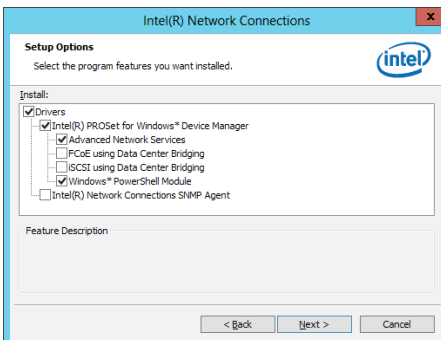 Intel(R) Network Connections
x
Setup Options
Select the program features you want installed.
intel
Install:
Drivers
Intel(R) PROSet for Windows* Device Manager
Advanced Network Services
FCoE using Data Center Bridging
iSCSI using Data Center Bridging
Windows* PowerShell Module
Intel(R) Network Connections SNMP Agent
Feature Description
< Back
Next >
Cancel